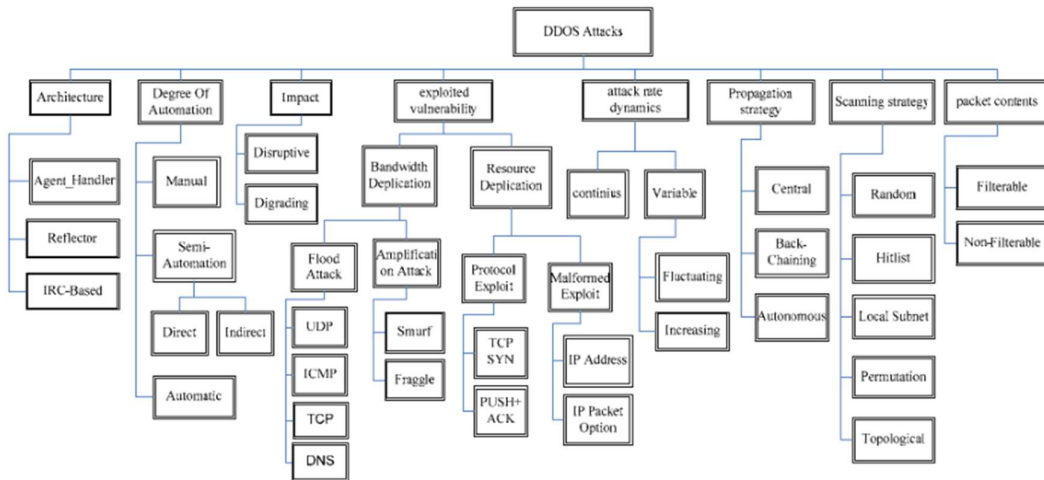 DDOS Attacks
Architecture
Degree Of
Automation
Impact
exploited
vulnerability
attack rate
dynamics
Propagation
strategy
Scanning strategy
packet contents
Agent_Handler
Reflector
IRC-Based
Manual
Semi-
Automation
Direct
Indirect
Automatic
Disruptive
Digrading
Bandwidth
Deplication
Flood
Attack
UDP
ICMP
TCP
DNS
Amplificati
on Attack
Smurf
Fraggle
Resource
Deplication
Protocol
Exploit
TCP
SYN
PUSH+
ACK
Malformed
Exploit
IP Address
IP Packet
Option
continius
Variable
Fluctuating
Increasing
Central
Back-
Chaining
Autonomous
Random
Hitlist
Local Subnet
Permutation
Topological
Filterable
Non-Filterable